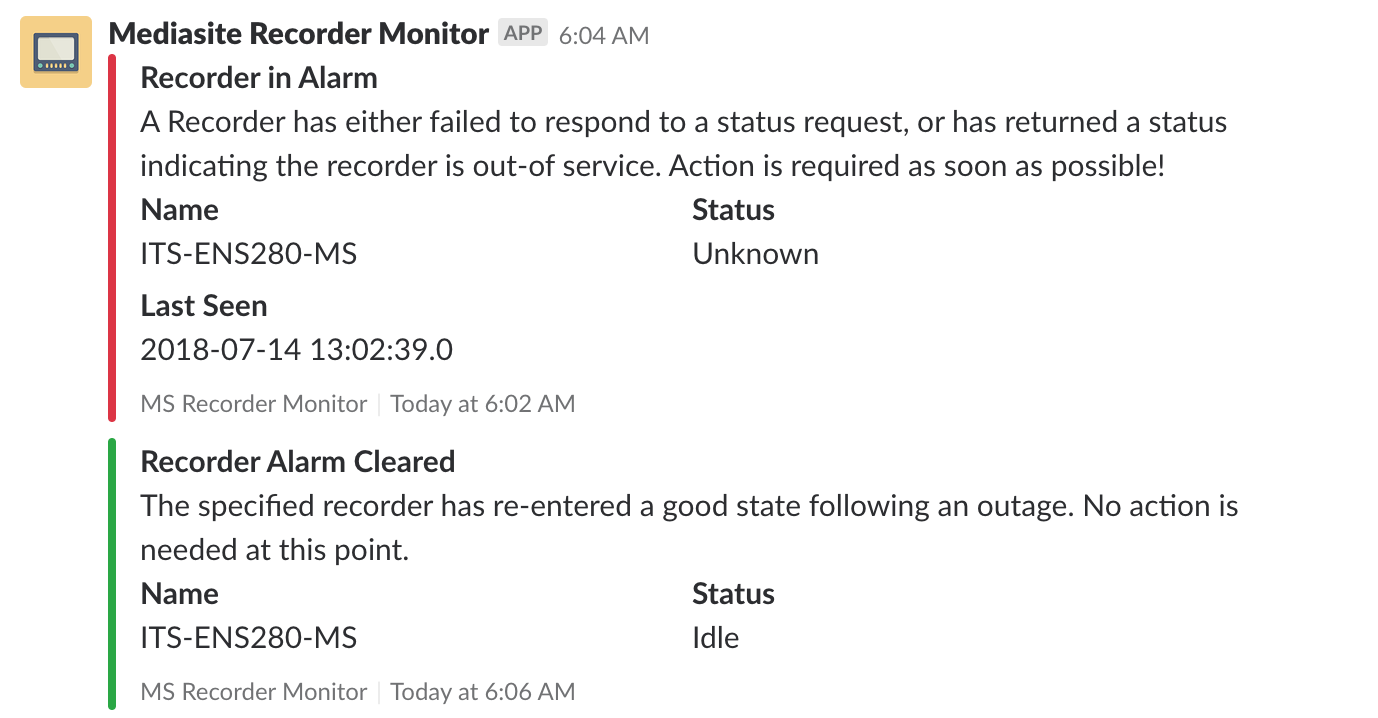 Mediasite Recorder Monitor APP 6:04 AM
Recorder in Alarm
A Recorder has either failed to respond to a status request, or has returned a status
indicating the recorder is out-of service. Action is required as soon as possible!
Name Status
ITS-ENS280-MS Unknown
Last Seen
2018-07-14 13:02:39.0
MS Recorder Monitor | Today at 6:02 AM
Recorder Alarm Cleared
The specified recorder has re-entered a good state following an outage. No action is
needed at this point.
Name Status
ITS-ENS280-MS Idle
MS Recorder Monitor | Today at 6:06 AM